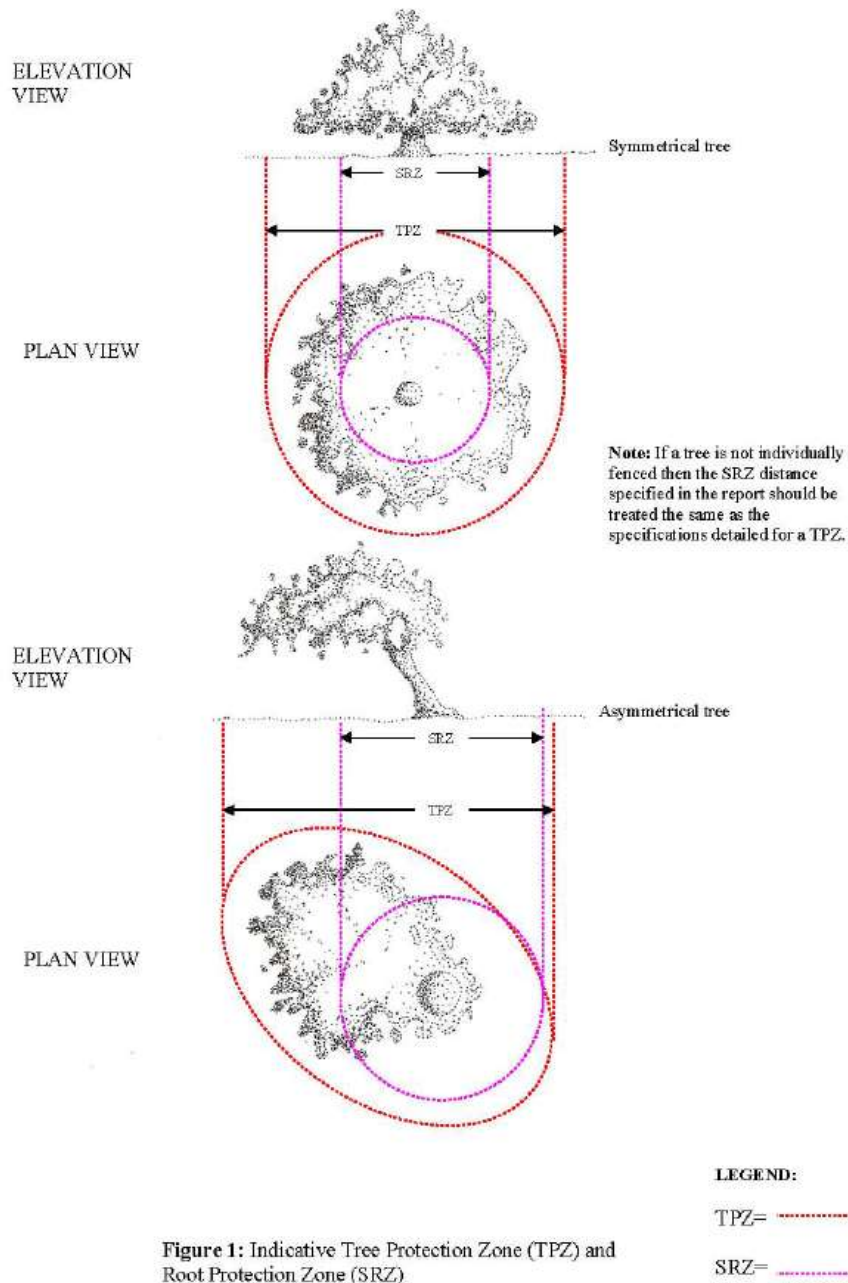 ELEVATION
VIEW
Symmetrical tree
SRZ
TPZ
PLAN VIEW
Note: If a tree is not individually
fenced then the SRZ distance
specified in the report should be
treated the same as the
specifications detailed for a TPZ.
ELEVATION
VIEW
Asymmetrical tree
SRZ
TPZ
PLAN VIEW
LEGEND:
TPZ=
SRZ=
Figure 1: Indicative Tree Protection Zone (TPZ) and
Root Protection Zone (SRZ)